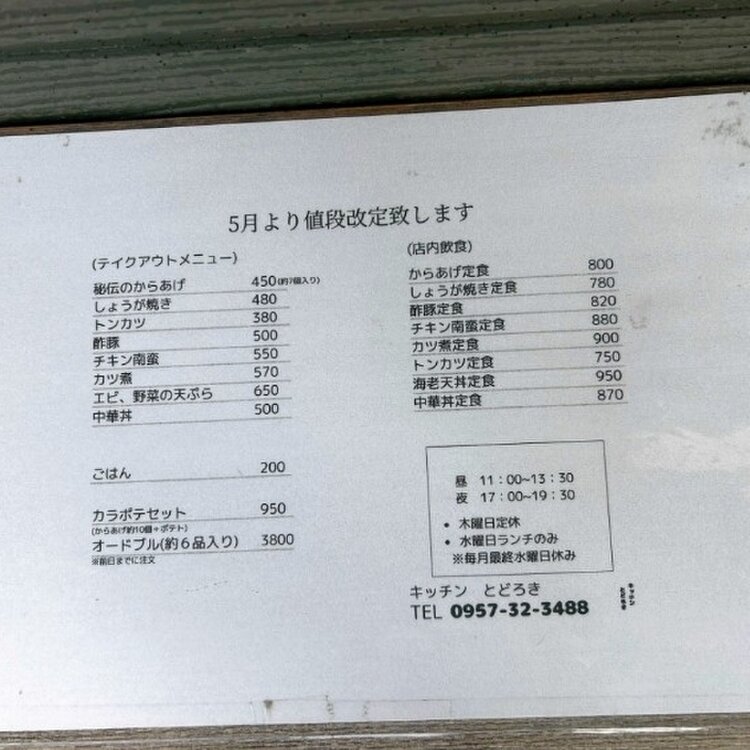 5月より値段改定致します
(テイクアウトメニュー)
秘伝のからあげ 450(約7個入り)
しょうが焼き 480
トンカツ 380
酢豚 500
チキン南蛮 550
カツ煮 570
エビ、野菜の天ぷら 650
中華丼 500
ごはん 200
カラポテセット 950
(からあげ約10個+ポテト)
オードブル(約6品入り) 3800
※前日までに注文
(店内飲食)
からあげ定食 800
しょうが焼き定食 780
酢豚定食 820
チキン南蛮定食 880
カツ煮定食 900
トンカツ定食 750
海老天丼定食 950
中華丼定食 870
昼 11:00~13:30
夜 17:00~19:30
• 木曜日定休
• 水曜日ランチのみ
※毎月最終水曜日休み
キッチン とどろき
TEL 0957-32-3488
キッチン
とどろき